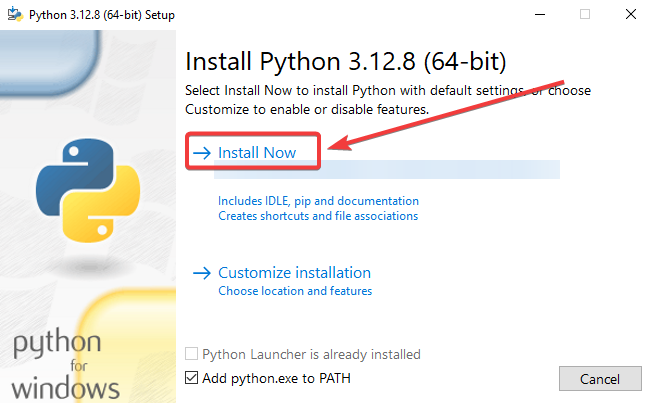 Python 3.12.8 (64-bit) Setup
Install Python 3.12.8 (64-bit)
Select Install Now to install Python with default settings, or choose
Customize to enable or disable features.
Install Now
Includes IDLE, pip and documentation
Creates shortcuts and file associations
Customize installation
Choose location and features
Python Launcher is already installed
Add python.exe to PATH
Cancel
python
for
windows